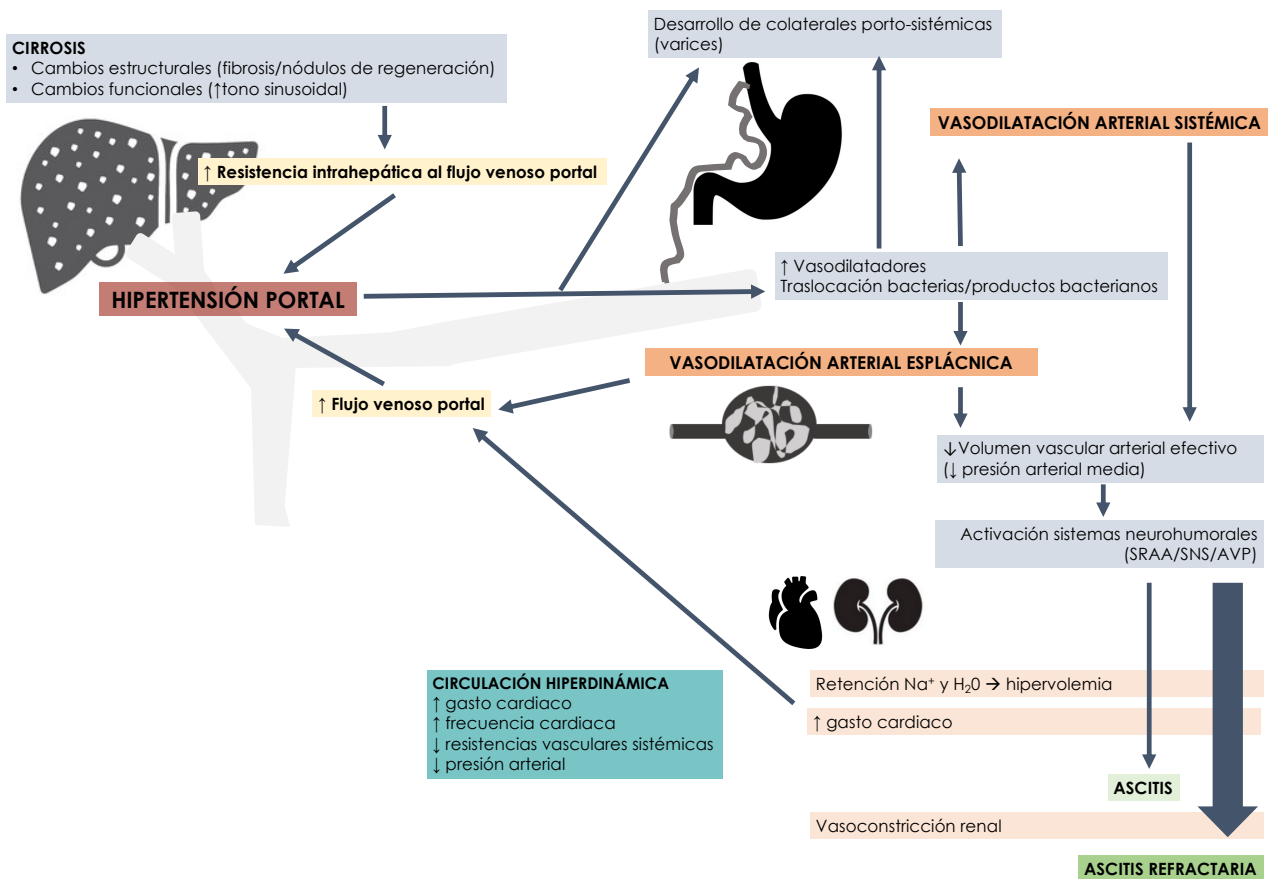 Desarrollo de colaterales porto-sistémicas
(varices)
CIRROSIS
• Cambios estructurales (fibrosis/nódulos de regeneración)
• Cambios funcionales (↑tono sinusoidal)
VASODILATACIÓN ARTERIAL SISTÉMICA
↑ Resistencia intrahepática al flujo venoso portal
↑ Vasodilatadores
Traslocación bacterias/productos bacterianos
HIPERTENSIÓN PORTAL
VASODILATACIÓN ARTERIAL ESPLÁCNICA
↑ Flujo venoso portal
↓Volumen vascular arterial efectivo
(↓ presión arterial media)
Activación sistemas neurohumorales
(SRAA/SNS/AVP)
CIRCULACIÓN HIPERDINÁMICA
↑ gasto cardiaco
↑ frecuencia cardiaca
↓ resistencias vasculares sistémicas
↓ presión arterial
Retención Na⁺ y H₂0 → hipervolemia
↑ gasto cardiaco
ASCITIS
Vasoconstricción renal
ASCITIS REFRACTARIA